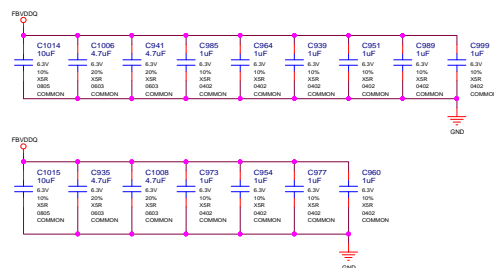 FBVDDQ
C1014 C1006 C941 C985 C964 C939 C951 C989 C999
10uF 4.7uF 4.7uF 1uF 1uF 1uF 1uF 1uF 1uF
6.3V 6.3V 6.3V 6.3V 6.3V 6.3V 6.3V 6.3V 6.3V
10% 20% 20% 10% 10% 10% 10% 10% 10%
X5R X5R X5R X5R X5R X5R X5R X5R X5R
0805 0603 0603 0402 0402 0402 0402 0402 0402
COMMON COMMON COMMON COMMON COMMON COMMON COMMON COMMON COMMON
GND
FBVDDQ
C1015 C935 C1008 C973 C954 C977 C960
10uF 4.7uF 4.7uF 1uF 1uF 1uF 1uF
6.3V 6.3V 6.3V 6.3V 6.3V 6.3V 6.3V
10% 20% 20% 10% 10% 10% 10%
X5R X5R X5R X5R X5R X5R X5R
0805 0603 0603 0402 0402 0402 0402
COMMON COMMON COMMON COMMON COMMON COMMON COMMON
GND